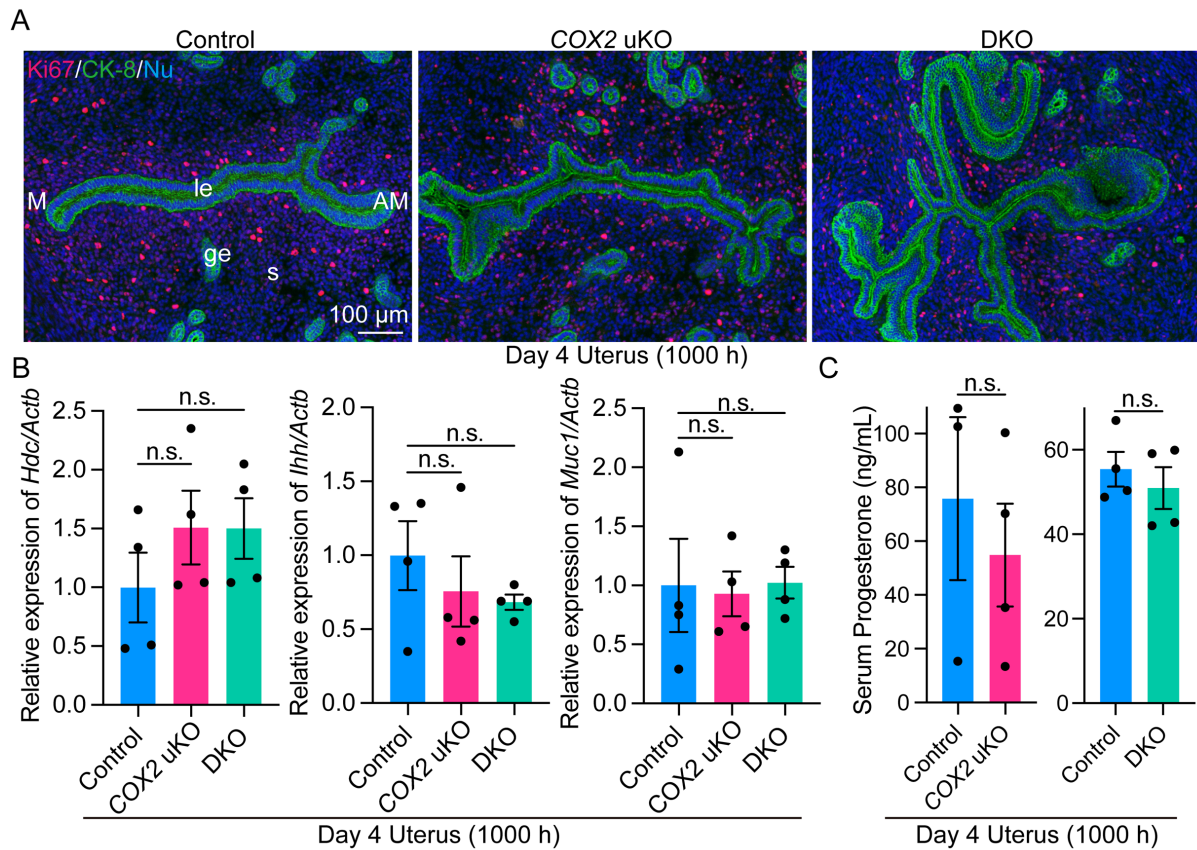 A
Control
COX2 uKO
DKO
Ki67/CK-8/Nu
M
le
AM
ge
s
100 µm
Day 4 Uterus (1000 h)
B
Relative expression of Hdc/Actb
2.5
2.0
1.5
1.0
0.5
0.0
n.s.
n.s.
Control
COX2 uKO
DKO
Relative expression of Ihh/Actb
2.0
1.5
1.0
0.5
0.0
n.s.
n.s.
Control
COX2 uKO
DKO
Relative expression of Muc1/Actb
2.5
2.0
1.5
1.0
0.5
0.0
n.s.
n.s.
Control
COX2 uKO
DKO
Day 4 Uterus (1000 h)
C
Serum Progesterone (ng/mL)
100
80
60
40
20
0
n.s.
Control
COX2 uKO
60
40
20
0
n.s.
Control
DKO
Day 4 Uterus (1000 h)